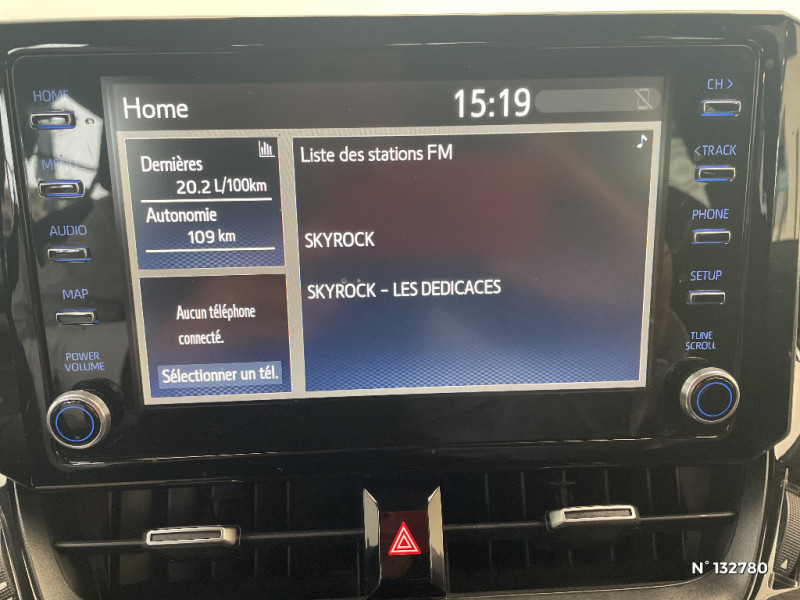 HOME
MENU
AUDIO
MAP
POWER
VOLUME
Home
15:19
Dernières
20.2 L/100km
Autonomie
109 km
Aucun téléphone
connecté.
Sélectionner un tél.
Liste des stations FM
SKYROCK
SKYROCK - LES DEDICACES
CH >
< TRACK
PHONE
SETUP
TUNE
SCROLL
N° 132780